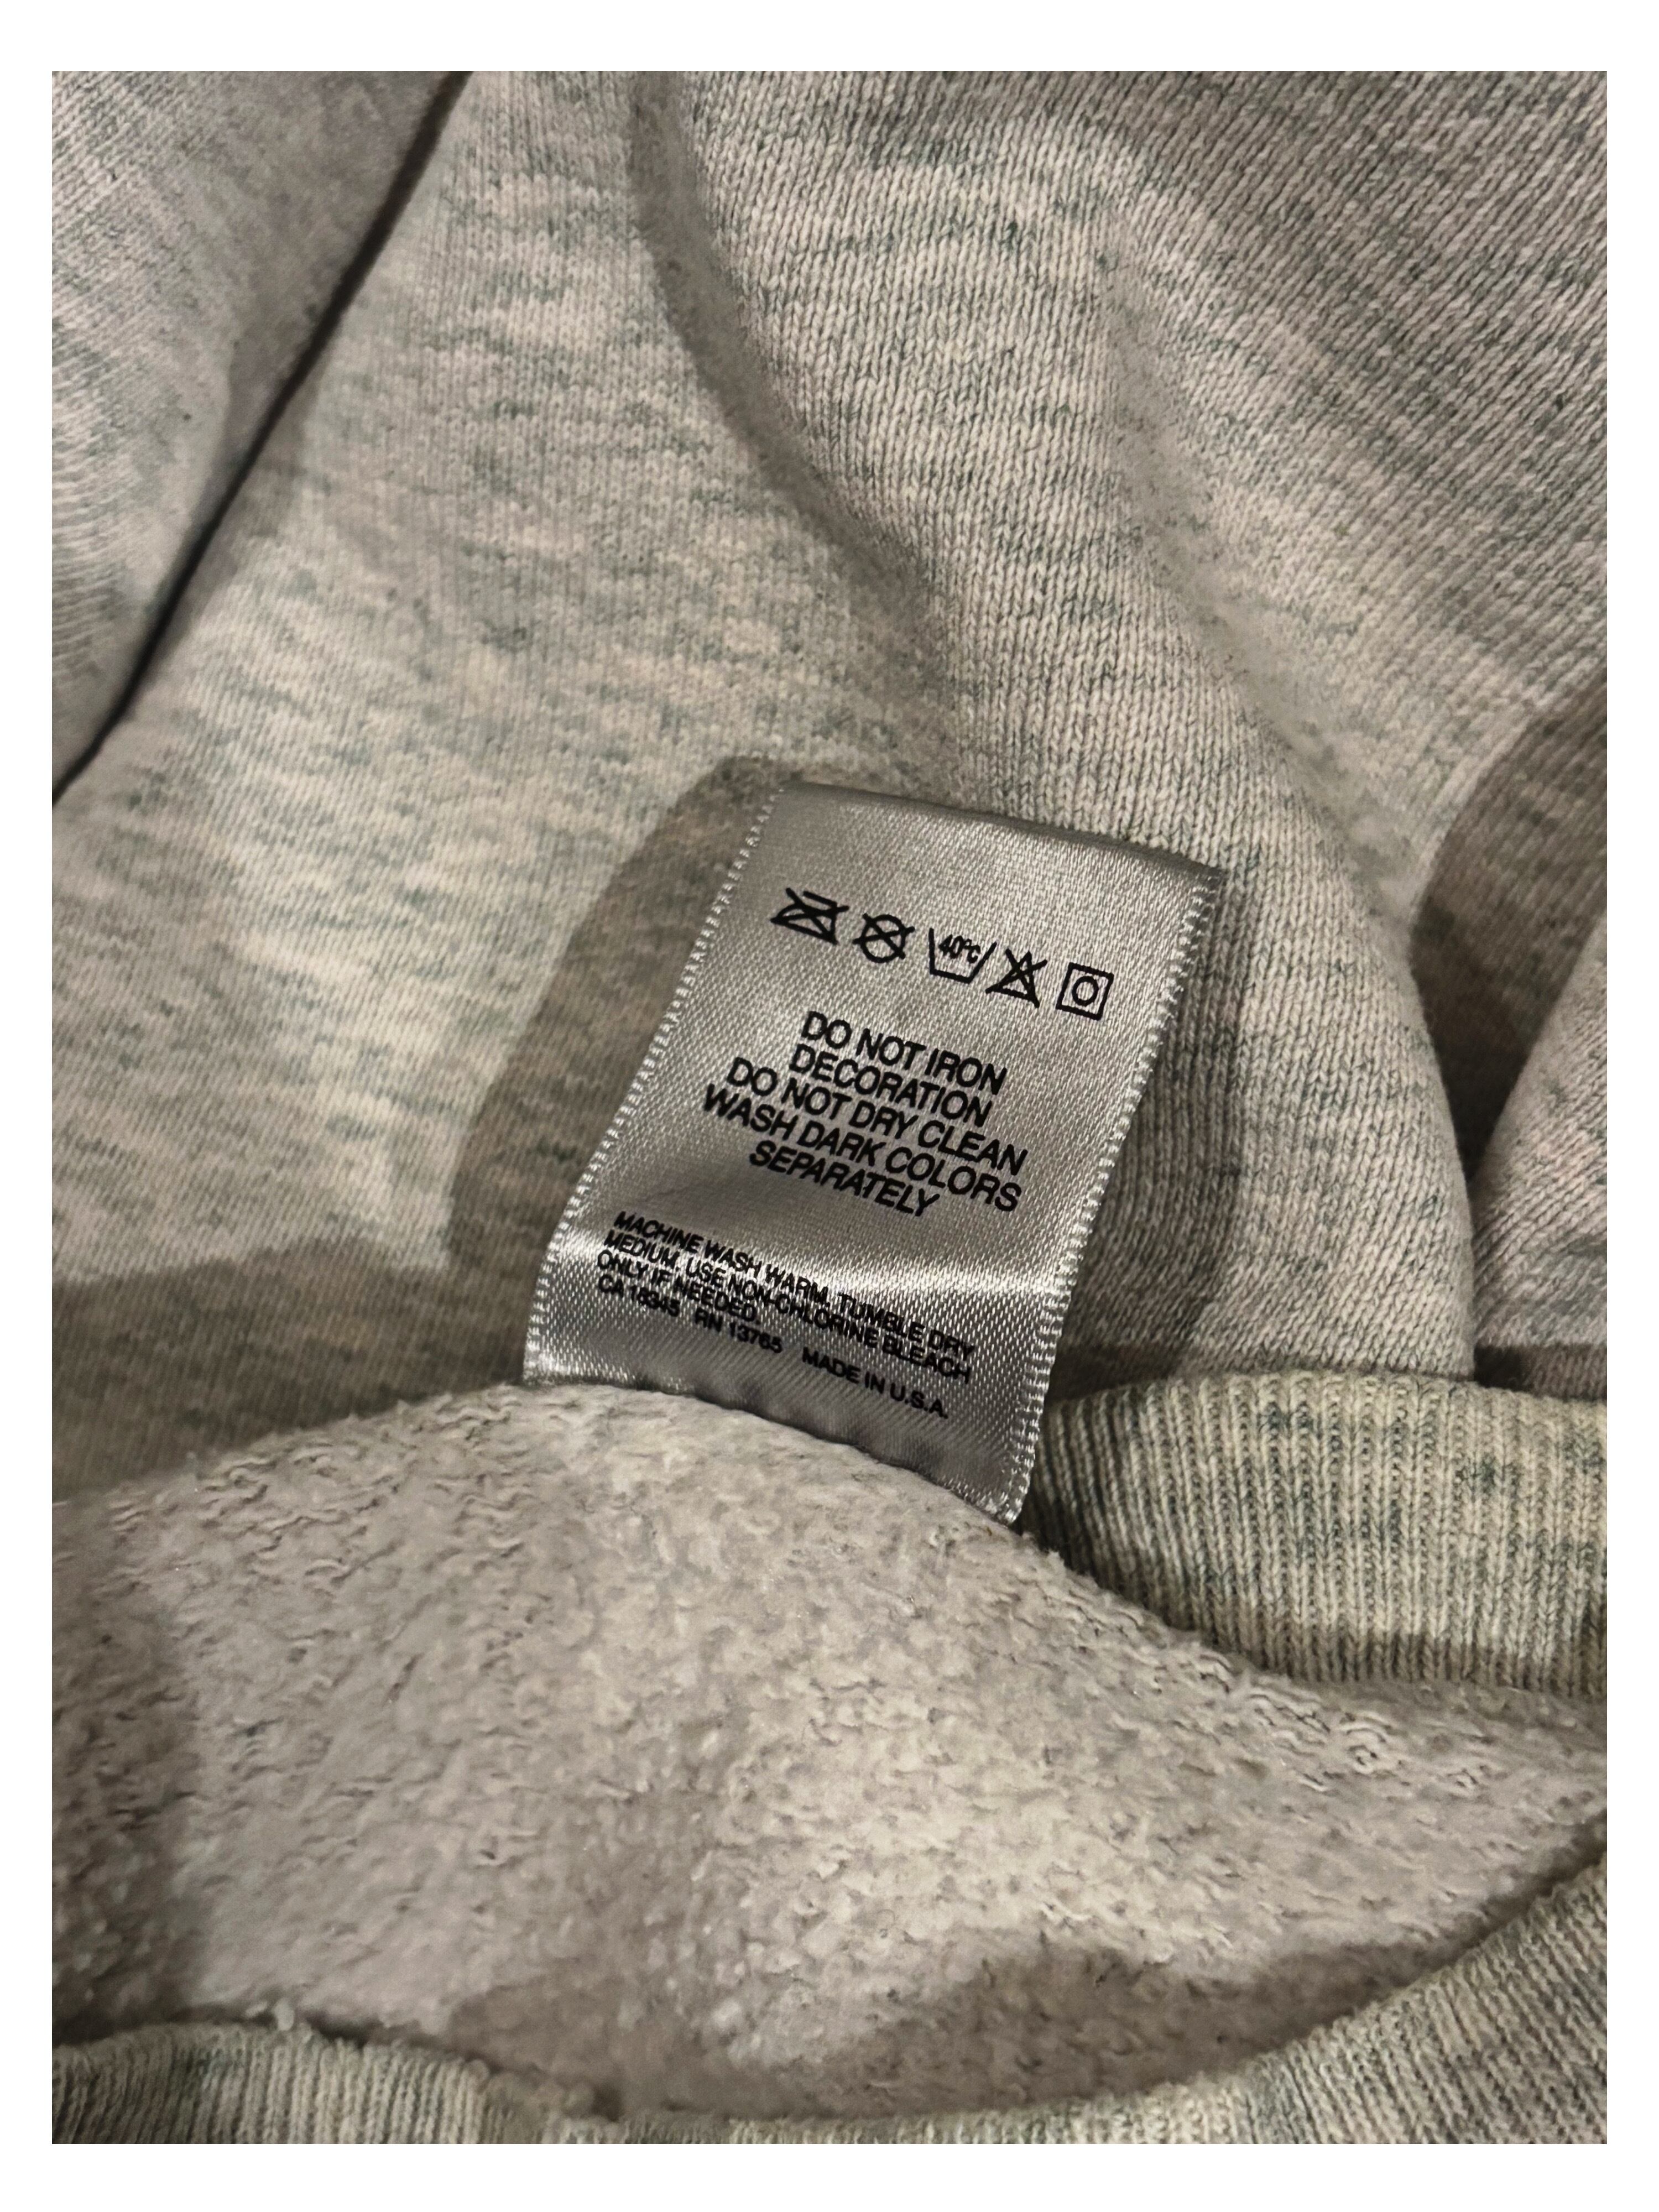 40°C
DO NOT IRON
DECORATION
DO NOT DRY CLEAN
WASH DARK COLORS
SEPARATELY
MACHINE WASH WARM, TUMBLE DRY
MEDIUM. USE NON-CHLORINE BLEACH
ONLY IF NEEDED.
CA 18345 RN 13765 MADE IN U.S.A.